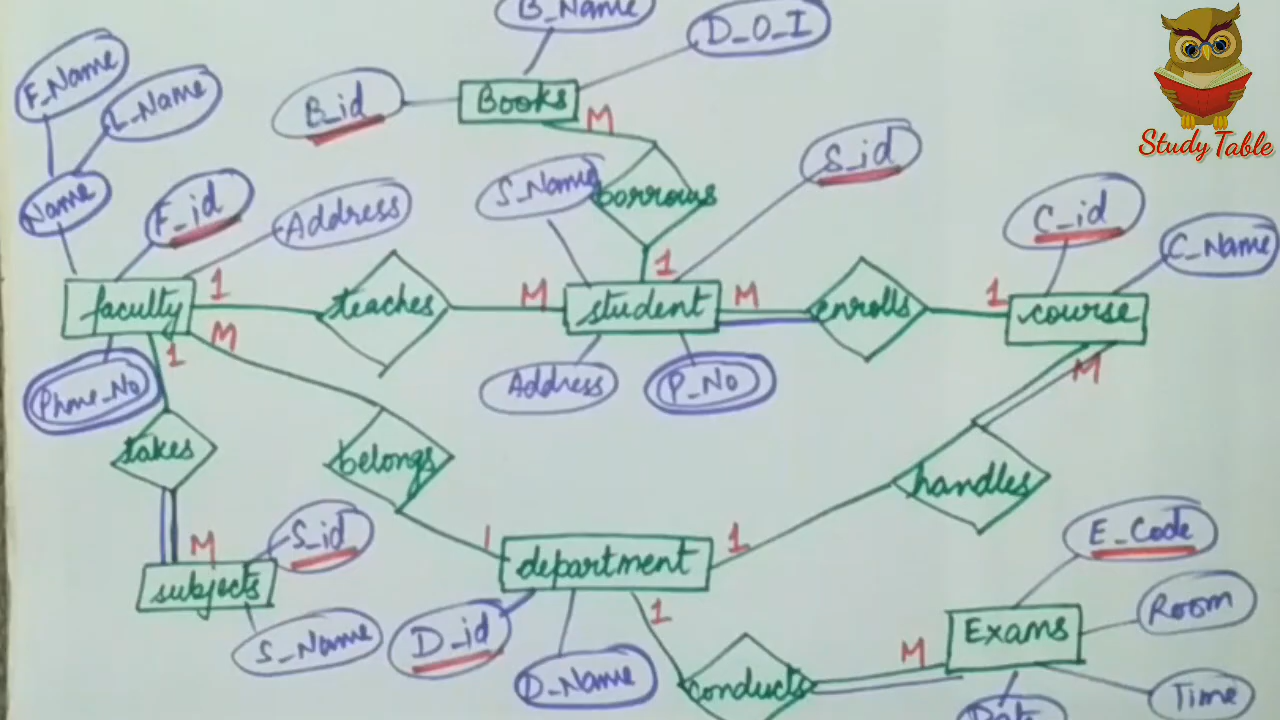 B_Name
D_O_I
F_Name
L_Name
B_id
Books
M
Study Table
S_id
S_Name
borrows
Name
F_id
Address
C_id
C_Name
1
faculty
1
teaches
M
student
M
enrolls
1
course
Phone_No
1
M
Address
P_No
M
takes
belongs
handles
S_id
M
1
1
E_Code
subjects
department
S_Name
D_id
D_Name
1
conducts
M
Exams
Room
Time
Date